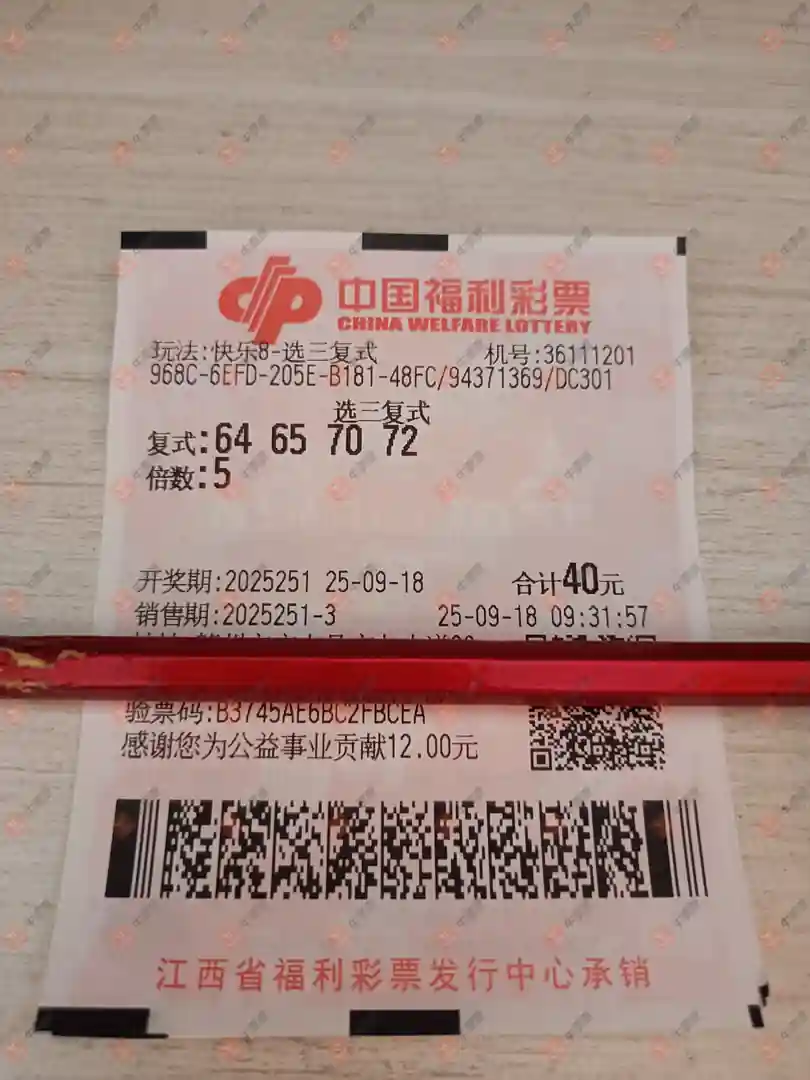 中国福利彩票
CHINA WELFARE LOTTERY
玩法:快乐8-选三复式 机号:36111201
968C-6EFD-205E-B181-48FC/94371369/DC301
选三复式
复式:64 65 70 72
倍数:5
开奖期:2025251 25-09-18 合计40元
销售期:2025251-3 25-09-18 09:31:57
验票码:B3745AE6BC2FBCEA
感谢您为公益事业贡献12.00元
江西省福利彩票发行中心承销